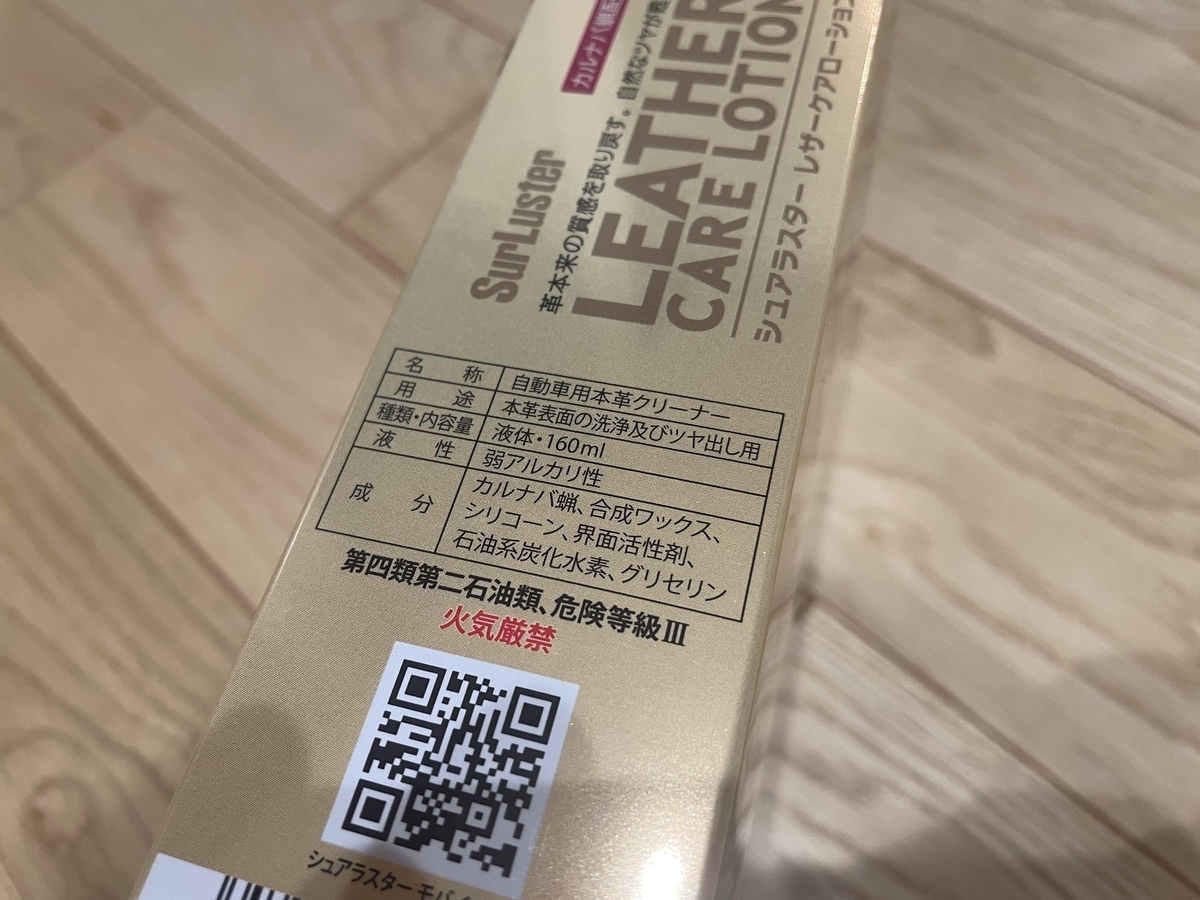 カルナバ蝋
SurLuster
革本来の質感を取り戻す。自然なツヤが
LEATHER
CARE LOTION
シュアラスター レザーケアローション
名称 自動車用本革クリーナー
用途 本革表面の洗浄及びツヤ出し用
種類・内容量 液体・160ml
液性 弱アルカリ性
成分 カルナバ蝋、合成ワックス、
シリコーン、界面活性剤、
石油系炭化水素、グリセリン
第四類第二石油類、危険等級Ⅲ
火気厳禁
シュアラスター モバイ